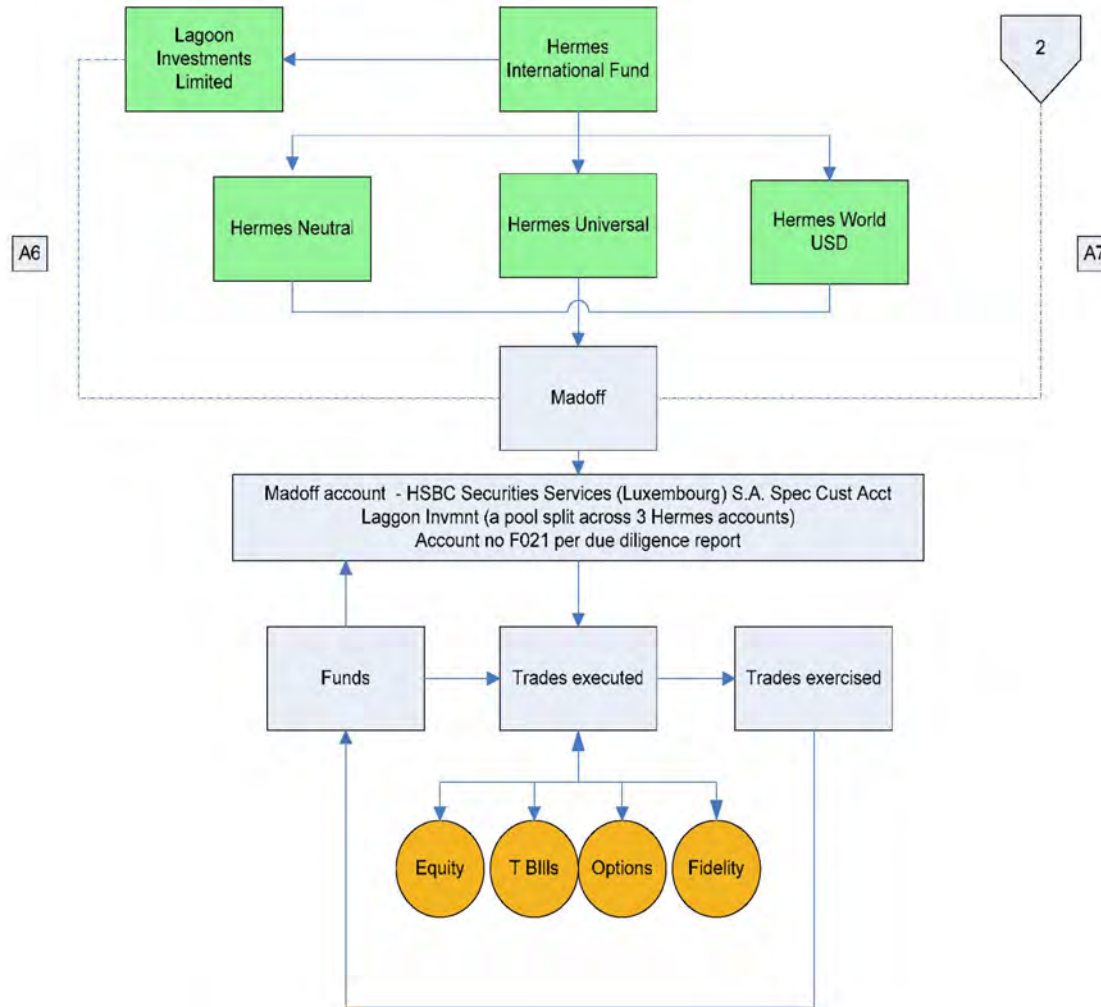 Lagoon
Investments
Limited
Hermes
International Fund
2
Hermes Neutral
Hermes Universal
Hermes World
USD
A6
A7
Madoff
Madoff account - HSBC Securities Services (Luxembourg) S.A. Spec Cust Acct
Laggon Invmnt (a pool split across 3 Hermes accounts)
Account no F021 per due diligence report
Funds
Trades executed
Trades exercised
Equity
T BIlls
Options
Fidelity